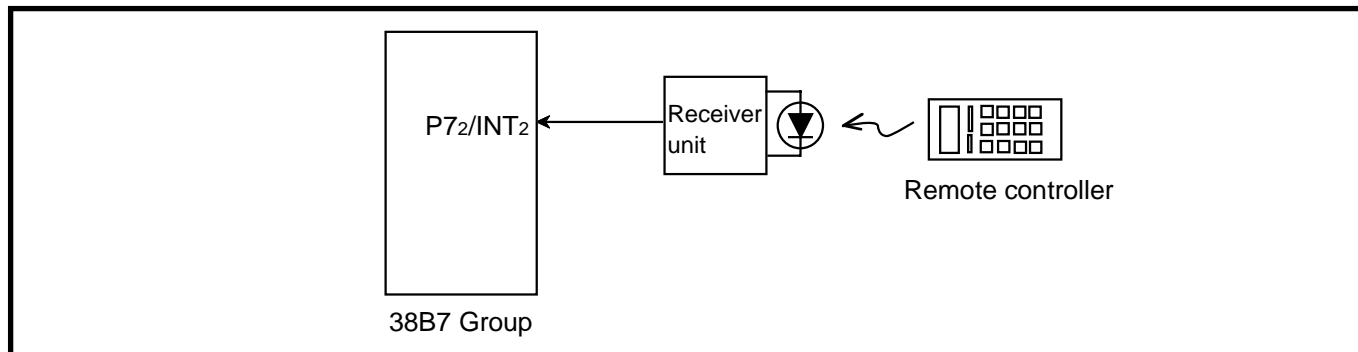 P72/INT2
Receiver
unit
Remote controller
38B7 Group